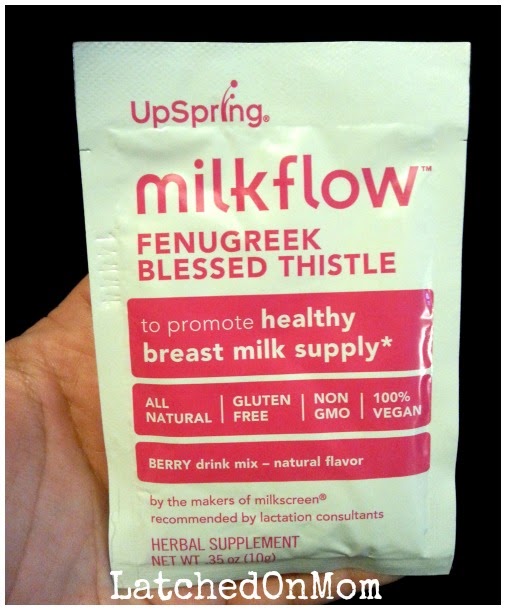 UpSpring®
milkflow™
FENUGREEK
BLESSED THISTLE
to promote healthy
breast milk supply*
ALL NATURAL | GLUTEN FREE | NON GMO | 100% VEGAN
BERRY drink mix – natural flavor
by the makers of milkscreen®
recommended by lactation consultants
HERBAL SUPPLEMENT
NET WT .35 oz (10g)
LatchedOnMom